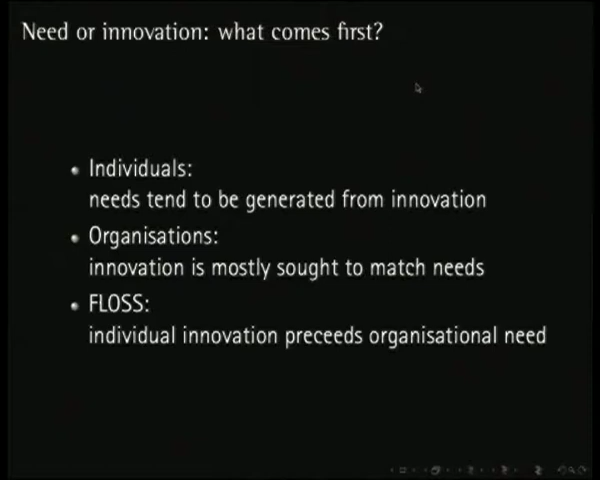 Need or innovation: what comes first?
• Individuals:
needs tend to be generated from innovation
• Organisations:
innovation is mostly sought to match needs
• FLOSS:
individual innovation preceeds organisational need